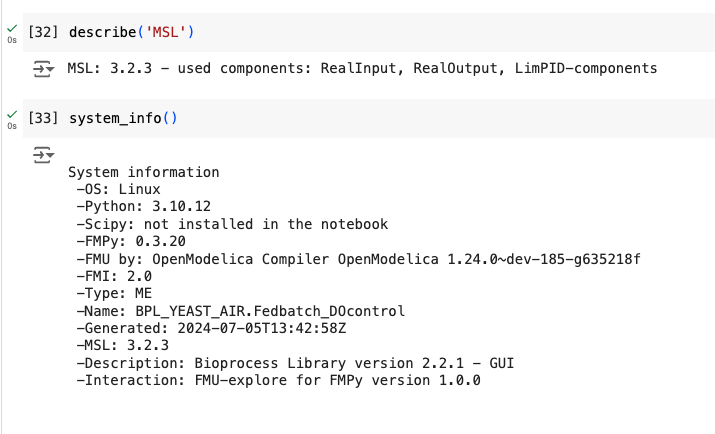 [32] describe('MSL')
0s
MSL: 3.2.3 - used components: RealInput, RealOutput, LimPID-components
[33] system_info()
0s
System information
-OS: Linux
-Python: 3.10.12
-Scipy: not installed in the notebook
-FMPy: 0.3.20
-FMU by: OpenModelica Compiler OpenModelica 1.24.0~dev-185-g635218f
-FMI: 2.0
-Type: ME
-Name: BPL_YEAST_AIR.Fedbatch_DOcontrol
-Generated: 2024-07-05T13:42:58Z
-MSL: 3.2.3
-Description: Bioprocess Library version 2.2.1 - GUI
-Interaction: FMU-explore for FMPy version 1.0.0